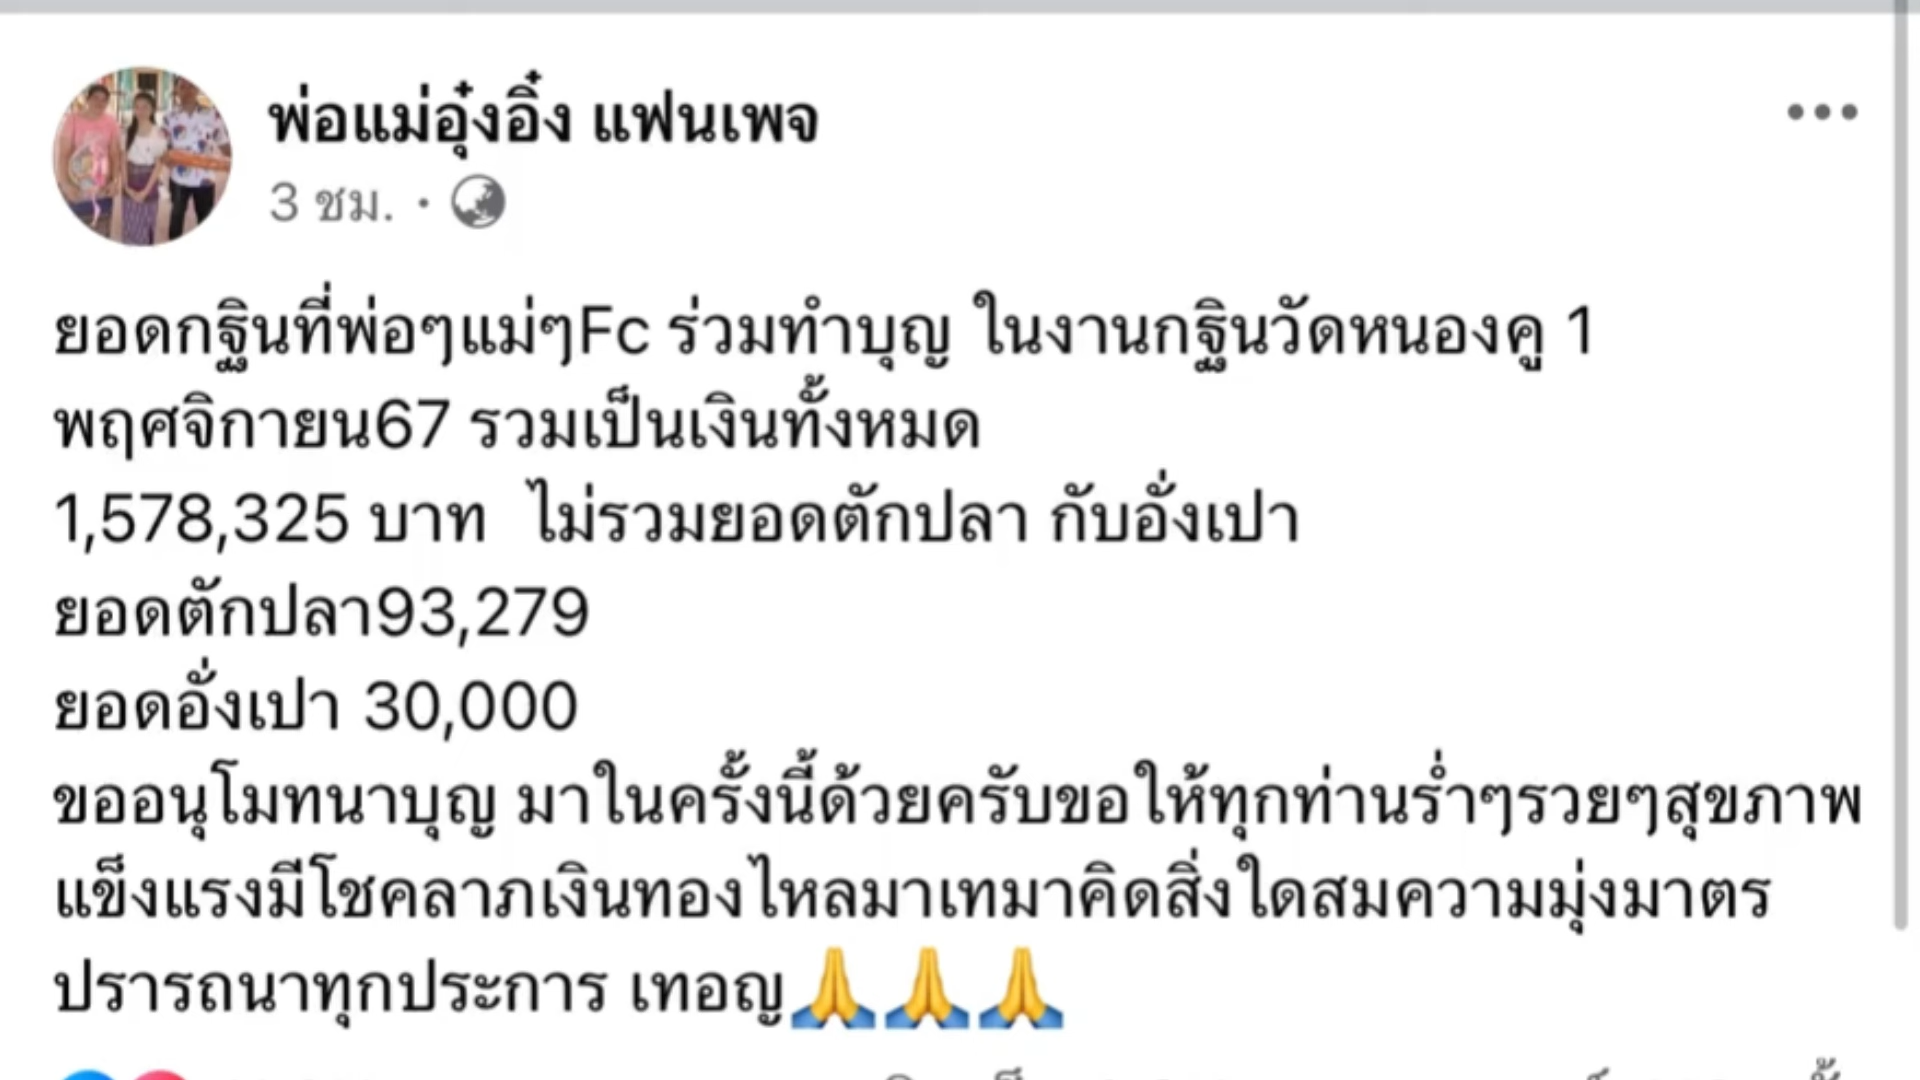 พ่อแม่อุ๋งอิ๋ง แฟนเพจ
3 ชม.
ยอดกฐินที่พ่อๆแม่ๆFc ร่วมทำบุญ ในงานกฐินวัดหนองคู 1
พฤศจิกายน67 รวมเป็นเงินทั้งหมด
1,578,325 บาท ไม่รวมยอดตักปลา กับอั่งเปา
ยอดตักปลา93,279
ยอดอั่งเปา 30,000
ขออนุโมทนาบุญ มาในครั้งนี้ด้วยครับขอให้ทุกท่านร่ำๆรวยๆสุขภาพ
แข็งแรงมีโชคลาภเงินทองไหลมาเทมาคิดสิ่งใดสมความมุ่งมาตร
ปรารถนาทุกประการ เทอญ🙏🙏🙏